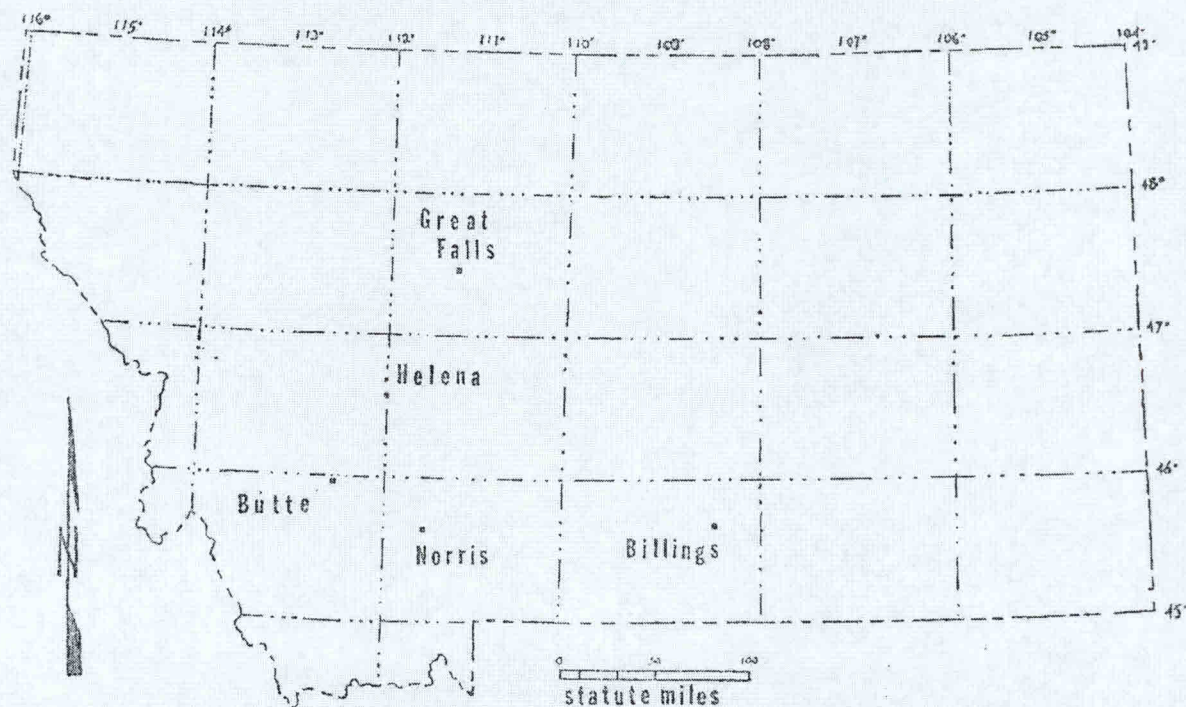 116° 115° 114° 113° 112° 111° 110° 109° 108° 107° 106° 105° 104°
49°
48°
Great
Falls
47°
Helena
46°
Butte
Norris
Billings
N
45°
0 50 100
statute miles